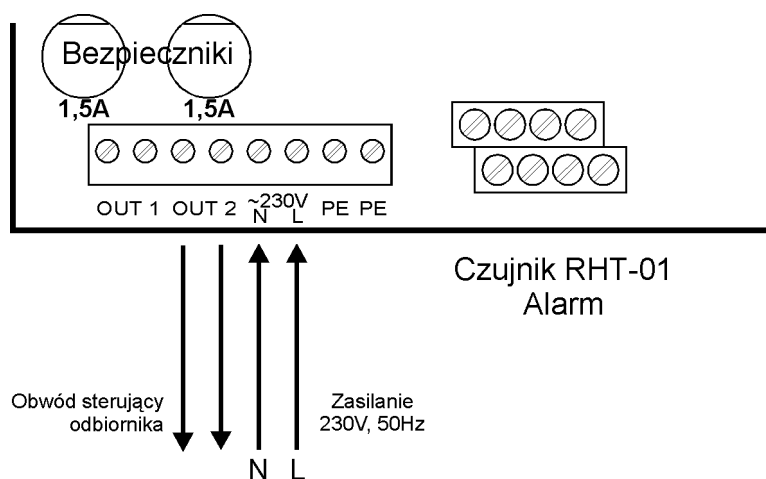 Bezpieczniki
1,5A 1,5A
OUT 1 OUT 2 ~230V PE PE
N L
Czujnik RHT-01
Alarm
Obwód sterujący
odbiornika
Zasilanie
230V, 50Hz
N L